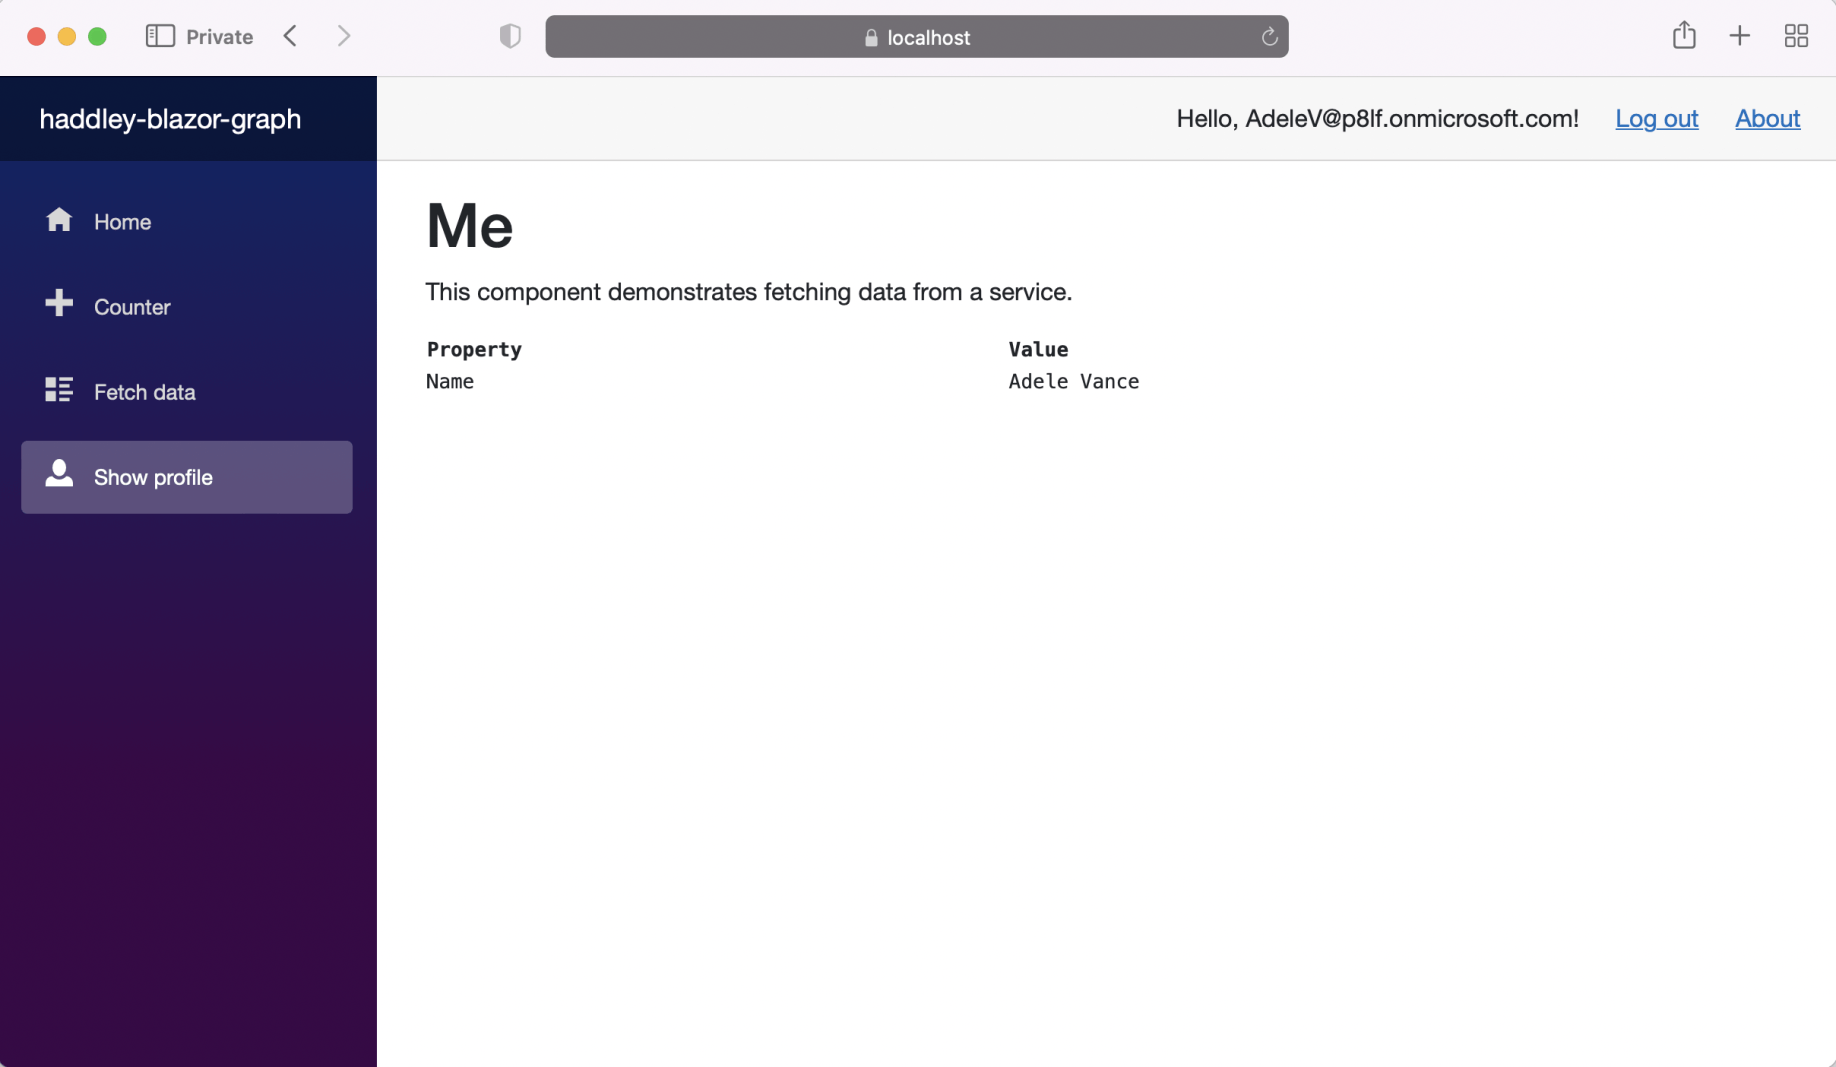 Private
localhost
haddley-blazor-graph
Hello, AdeleV@p8lf.onmicrosoft.com! Log out About
Home
Counter
Fetch data
Show profile
Me
This component demonstrates fetching data from a service.
Property Value
Name Adele Vance